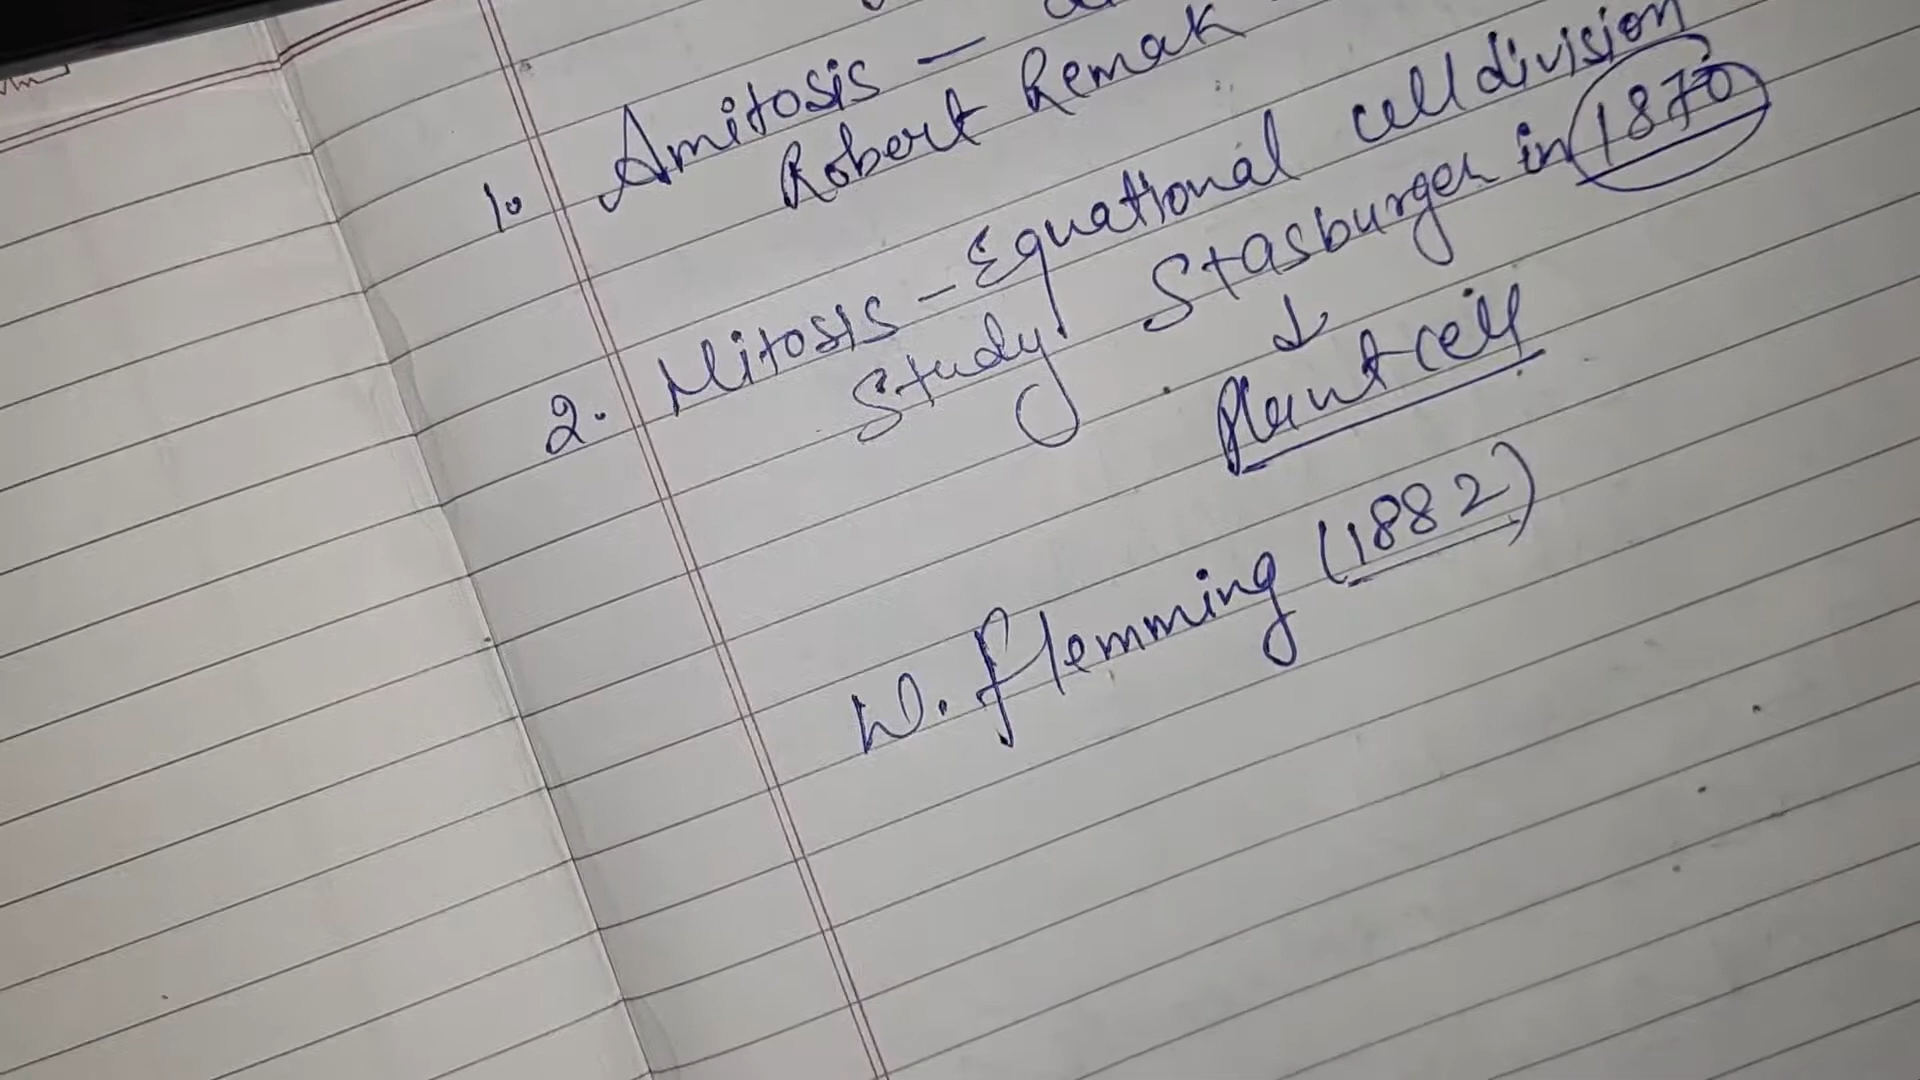 1. Amitosis -
Robert Remak
2. Mitosis - Equational cell division
Study Stasburger in 1870
↓
Plant cell
W. Flemming (1882)